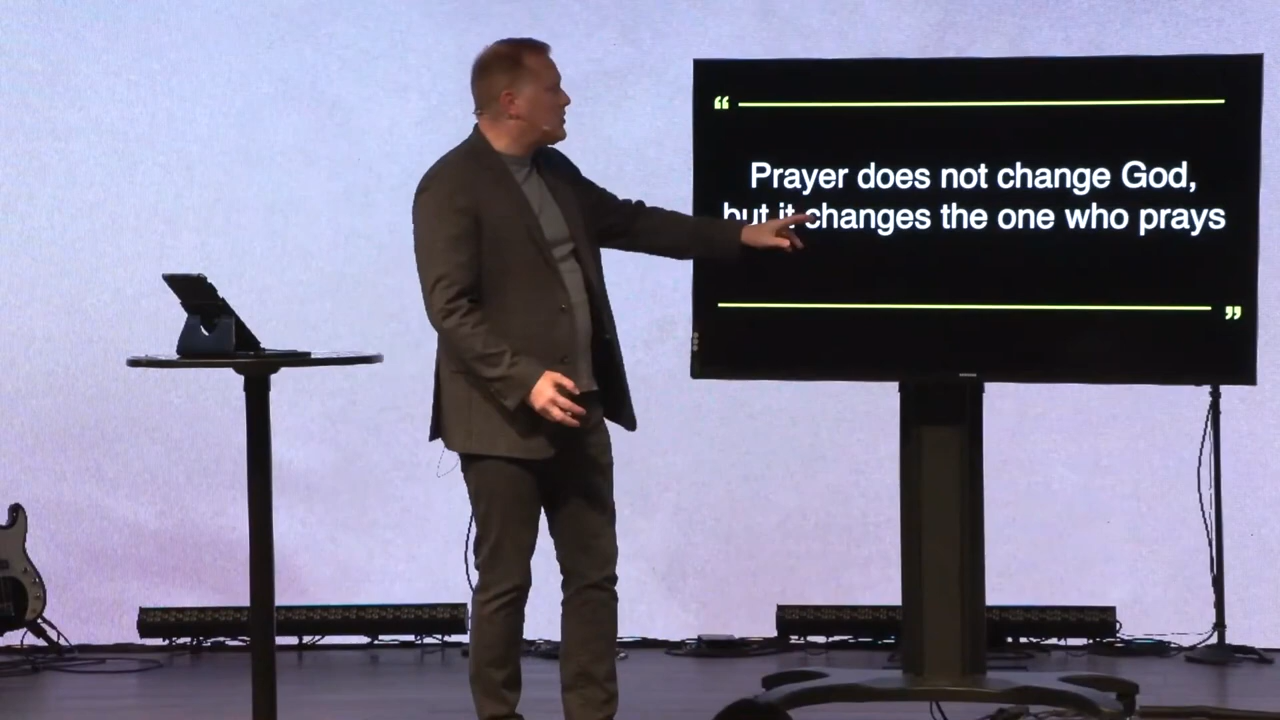 “
Prayer does not change God,
but it changes the one who prays
”